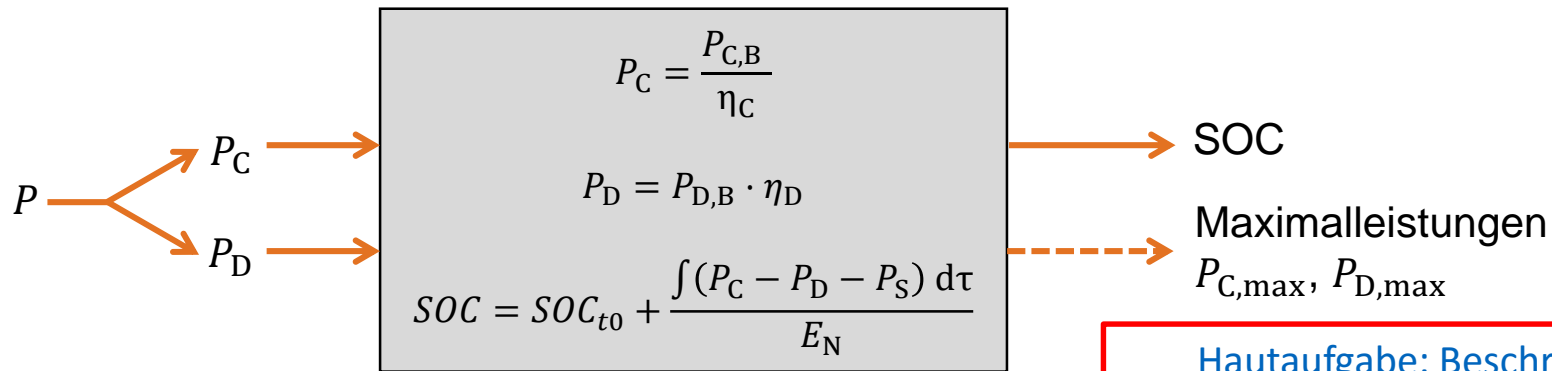 P
P_C
P_D
P_C = P_C,B / η_C
P_D = P_D,B · η_D
SOC = SOC_t0 + ∫(P_C − P_D − P_S) dτ / E_N
SOC
Maximalleistungen
P_C,max, P_D,max
Hautaufgabe: